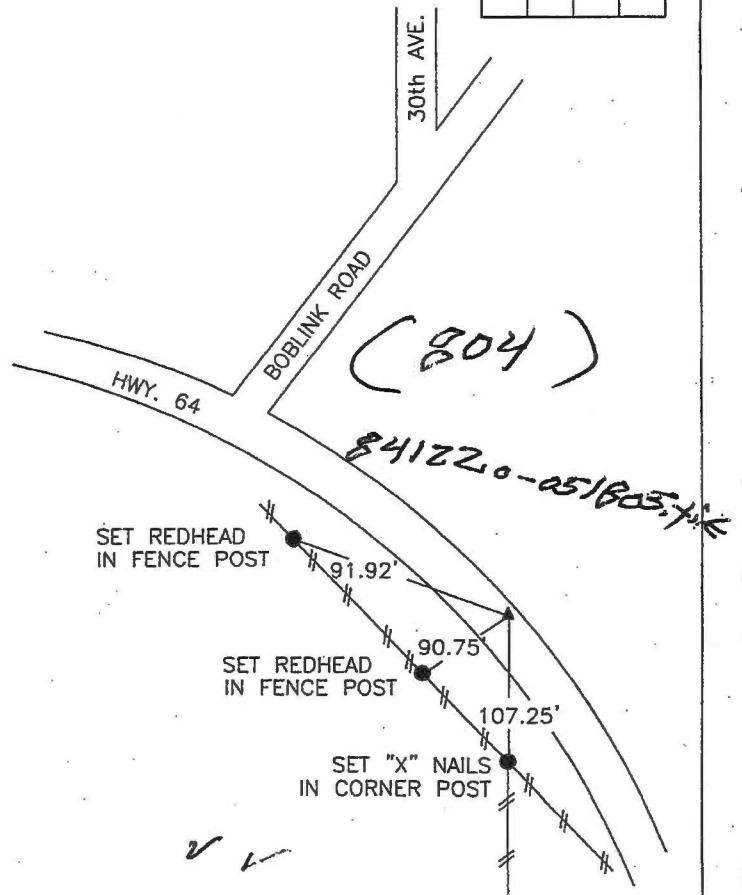 30th AVE.
BOBLINK ROAD
(804)
HWY. 64
SET REDHEAD
IN FENCE POST
91.92'
90.75'
SET REDHEAD
IN FENCE POST
107.25'
SET "X" NAILS
IN CORNER POST